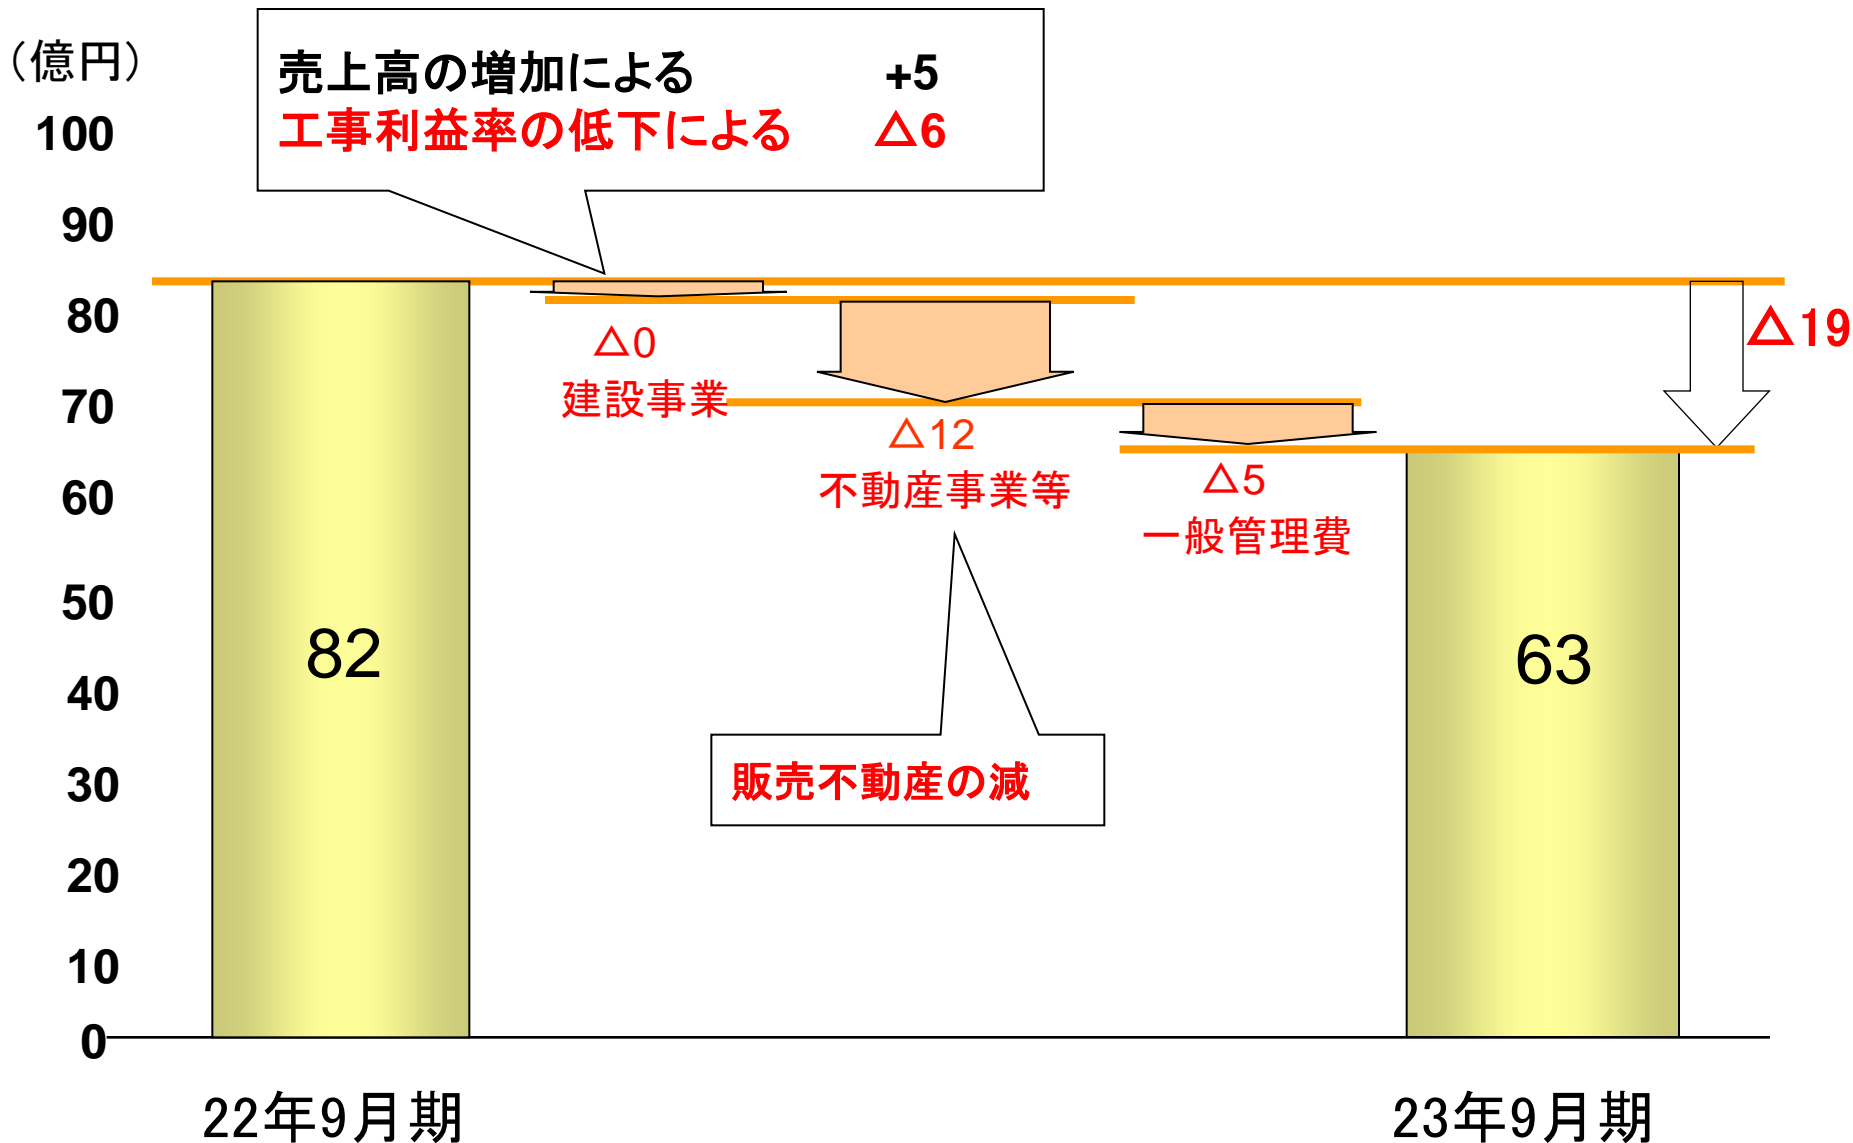 （億円）
売上高の増加による +5
工事利益率の低下による △6
100
90
80
70
60
50
40
30
20
10
0
△19
△0
建設事業
△12
不動産事業等
△5
一般管理費
82
63
販売不動産の減
22年9月期
23年9月期